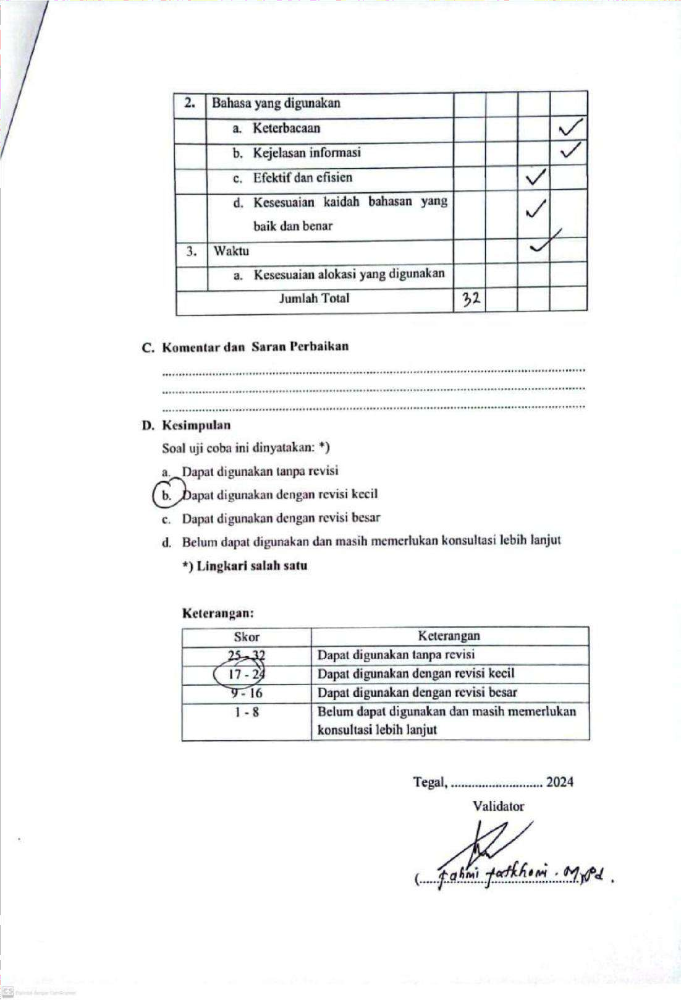 2. Bahasa yang digunakan
a. Keterbacaan ✓
b. Kejelasan informasi ✓
c. Efektif dan efisien ✓
d. Kesesuaian kaidah bahasan yang ✓
baik dan benar
3. Waktu ✓
a. Kesesuaian alokasi yang digunakan
Jumlah Total 32
C. Komentar dan Saran Perbaikan
D. Kesimpulan
Soal uji coba ini dinyatakan: *)
a. Dapat digunakan tanpa revisi
b. Dapat digunakan dengan revisi kecil
c. Dapat digunakan dengan revisi besar
d. Belum dapat digunakan dan masih memerlukan konsultasi lebih lanjut
*) Lingkari salah satu
Keterangan:
Skor Keterangan
25 - 32 Dapat digunakan tanpa revisi
17 - 24 Dapat digunakan dengan revisi kecil
9 - 16 Dapat digunakan dengan revisi besar
1 - 8 Belum dapat digunakan dan masih memerlukan
konsultasi lebih lanjut
Tegal, ........................... 2024
Validator
(Fahmi Fatkhomi . M.Pd.
CS Dipindai dengan CamScanner